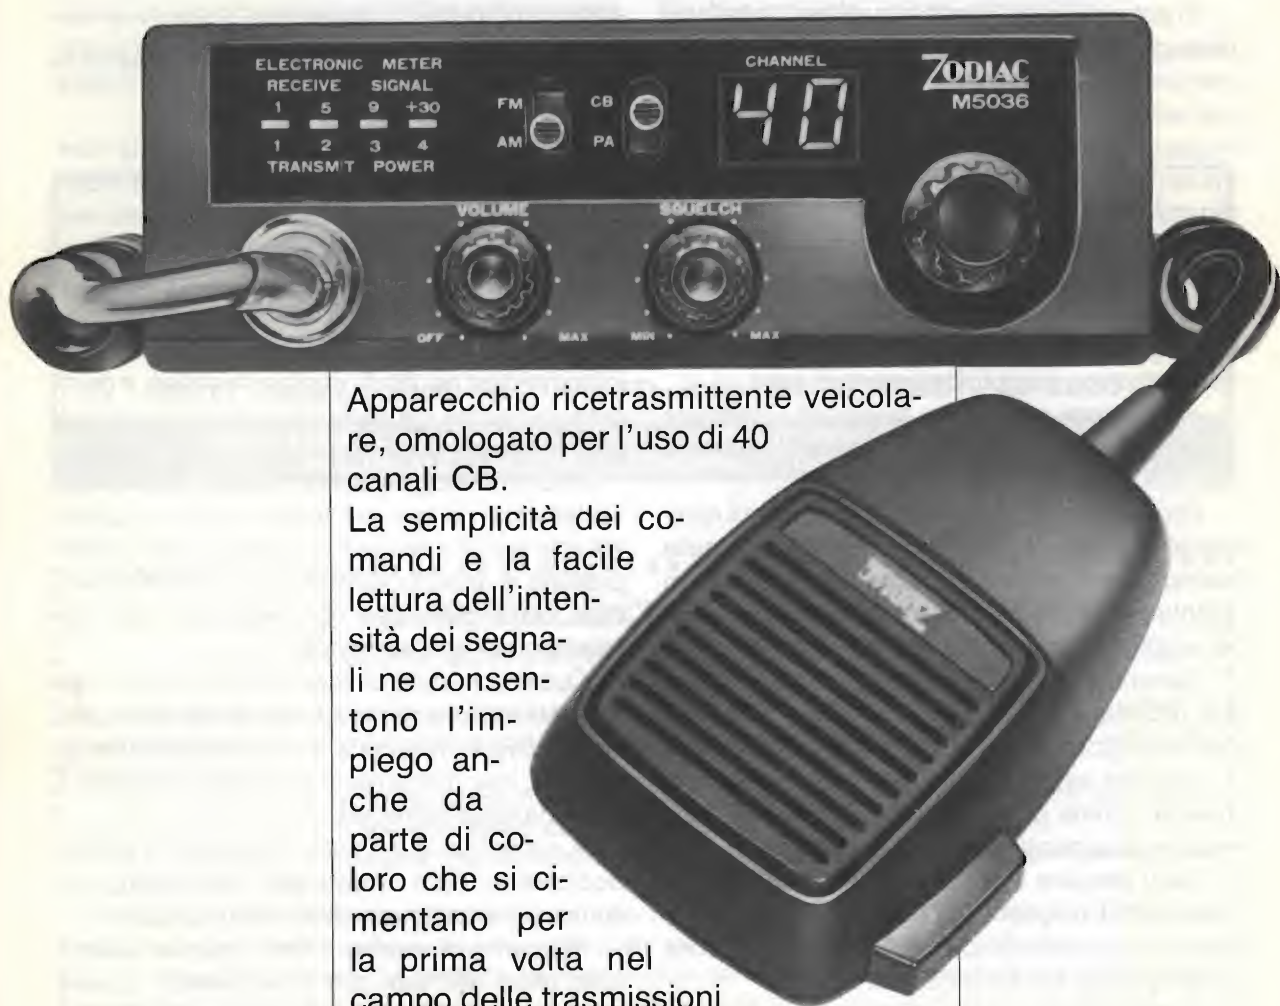 ELECTRONIC METER
RECEIVE SIGNAL
1 5 9 +30
1 2 3 4
TRANSMIT POWER
FM
AM
CB
PA
CHANNEL
40
ZODIAC
M5036
VOLUME
OFF MAX
SQUELCH
MIN MAX
ZODIAC
Apparecchio ricetrasmittente veicola-
re, omologato per l'uso di 40
canali CB.
La semplicità dei co-
mandi e la facile
lettura dell'inten-
sità dei segna-
li ne consen-
tono l'im-
piego an-
che da
parte di co-
loro che si ci-
mentano per
la prima volta nel
campo delle trasmissioni